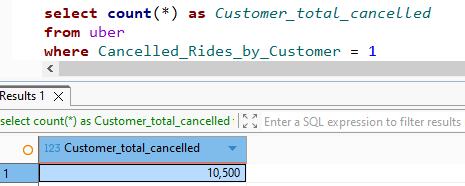 select count(*) as Customer_total_cancelled
from uber
where Cancelled_Rides_by_Customer = 1
Results 1
select count(*) as Customer_total_cancelled
Enter a SQL expression to filter results
123 Customer_total_cancelled
1 10,500